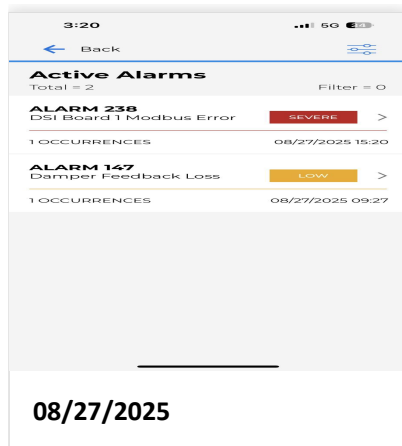 3:20 5G
← Back
Active Alarms
Total = 2 Filter = 0
ALARM 238
DSI Board 1 Modbus Error SEVERE >
1 OCCURRENCES 08/27/2025 15:20
ALARM 147
Damper Feedback Loss LOW >
1 OCCURRENCES 08/27/2025 09:27
08/27/2025